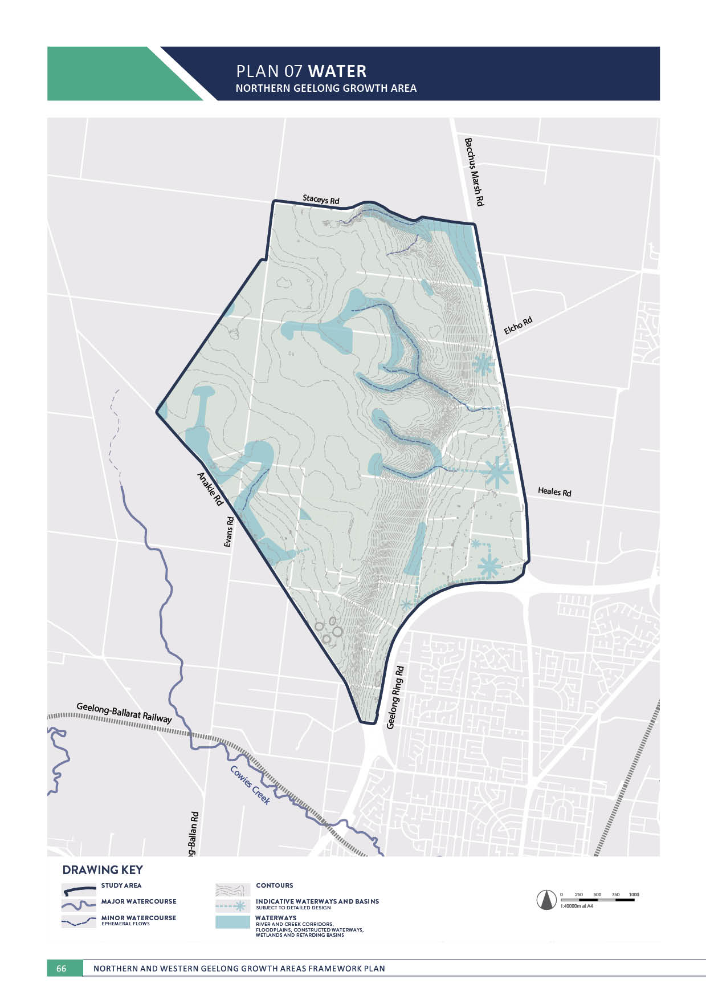 PLAN 07 WATER
NORTHERN GEELONG GROWTH AREA
Bacchus Marsh Rd
Staceys Rd
Elcho Rd
Anakie Rd
Heales Rd
Evans Rd
Geelong Ring Rd
Geelong-Ballarat Railway
Cowies Creek
ng-Ballan Rd
DRAWING KEY
STUDY AREA
MAJOR WATERCOURSE
MINOR WATERCOURSE
EPHEMERAL FLOWS
CONTOURS
INDICATIVE WATERWAYS AND BASINS
SUBJECT TO DETAILED DESIGN
WATERWAYS
RIVER AND CREEK CORRIDORS,
FLOODPLAINS, CONSTRUCTED WATERWAYS,
WETLANDS AND RETARDING BASINS
0 250 500 750 1000
1:40000m at A4
66 NORTHERN AND WESTERN GEELONG GROWTH AREAS FRAMEWORK PLAN